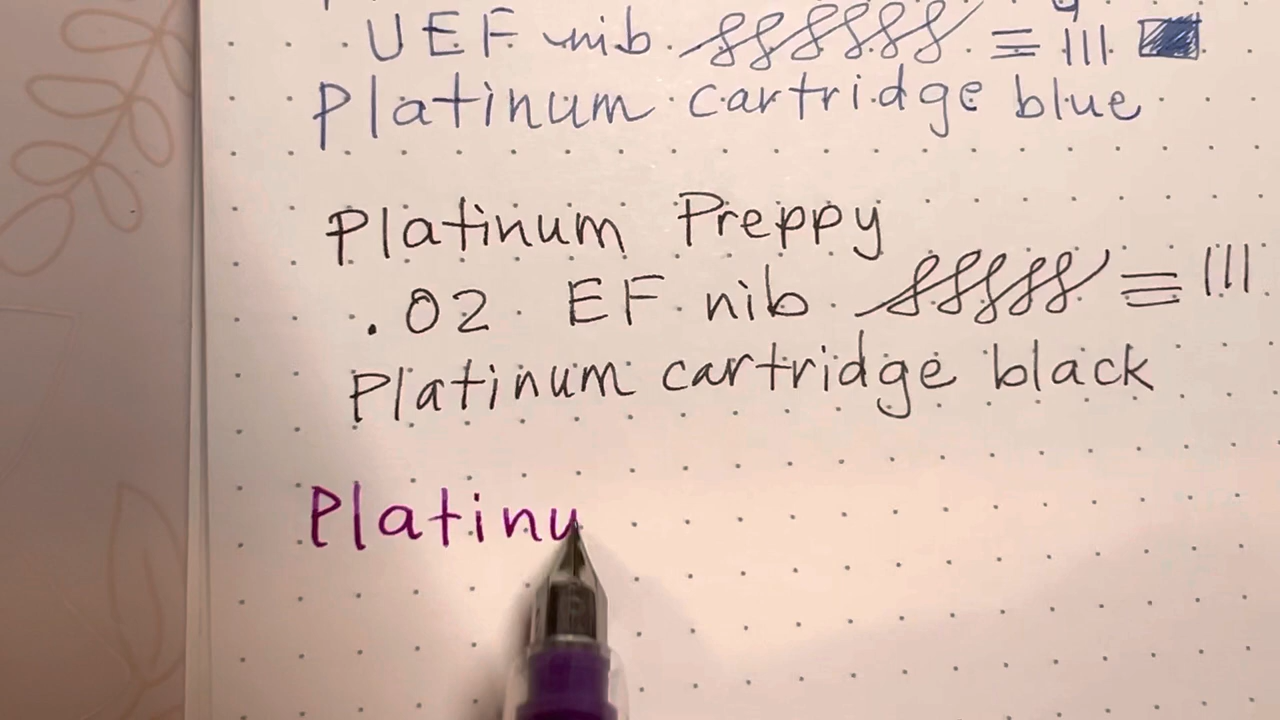 UEF nib
Platinum cartridge blue
Platinum Preppy
.02 EF nib
Platinum cartridge black
Platinu